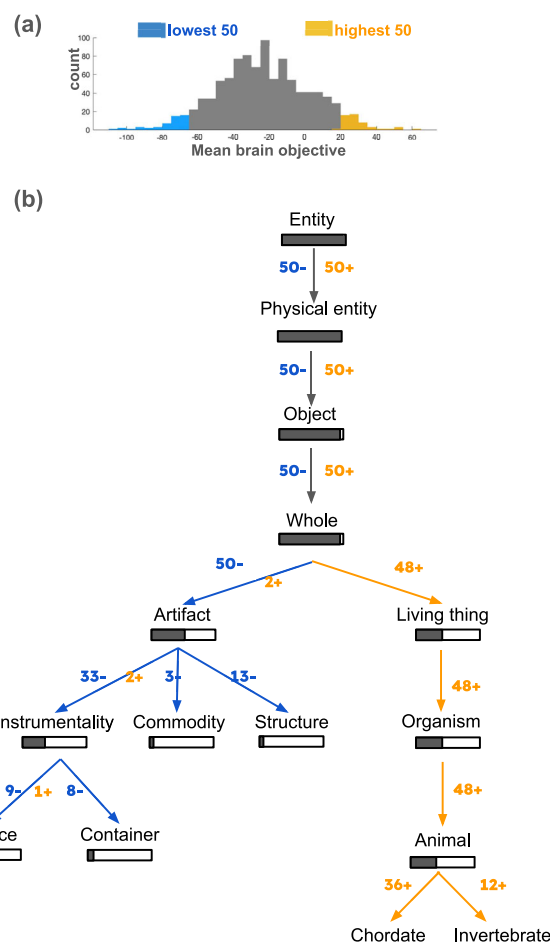 (a)
lowest 50 highest 50
count
100
80
60
40
20
0
-100 -80 -60 -40 -20 0 20 40 60
Mean brain objective
(b)
Entity
50- 50+
Physical entity
50- 50+
Object
50- 50+
Whole
50- 2+ 48+
Artifact Living thing
33- 2+ 3- 13- 48+
nstrumentality Commodity Structure Organism
9- 1+ 8- 48+
ce Container Animal
36+ 12+
Chordate Invertebrate